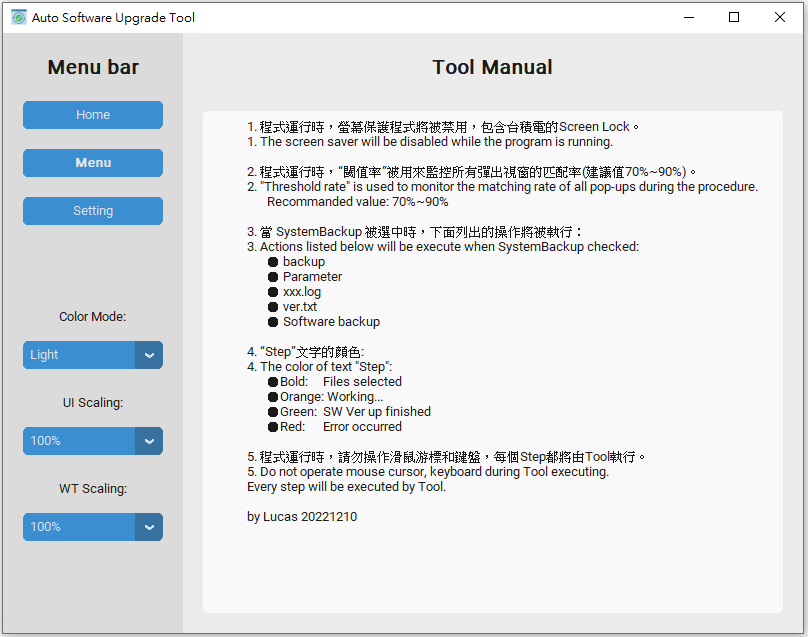 Auto Software Upgrade Tool
Menu bar
Home
Menu
Setting
Color Mode:
Light
UI Scaling:
100%
WT Scaling:
100%
Tool Manual
1. 程式運行時，螢幕保護程式將被禁用，包含台積電的Screen Lock。
1. The screen saver will be disabled while the program is running.
2. 程式運行時，“閾值率”被用來監控所有彈出視窗的匹配率(建議值70%~90%)。
2. "Threshold rate" is used to monitor the matching rate of all pop-ups during the procedure.
Recommanded value: 70%~90%
3. 當 SystemBackup 被選中時，下面列出的操作將被執行：
3. Actions listed below will be execute when SystemBackup checked:
● backup
● Parameter
● xxx.log
● ver.txt
● Software backup
4. “Step”文字的顏色:
4. The color of text "Step":
●Bold: Files selected
●Orange: Working...
●Green: SW Ver up finished
●Red: Error occurred
5. 程式運行時，請勿操作滑鼠游標和鍵盤，每個Step都將由Tool執行。
5. Do not operate mouse cursor, keyboard during Tool executing.
Every step will be executed by Tool.
by Lucas 20221210